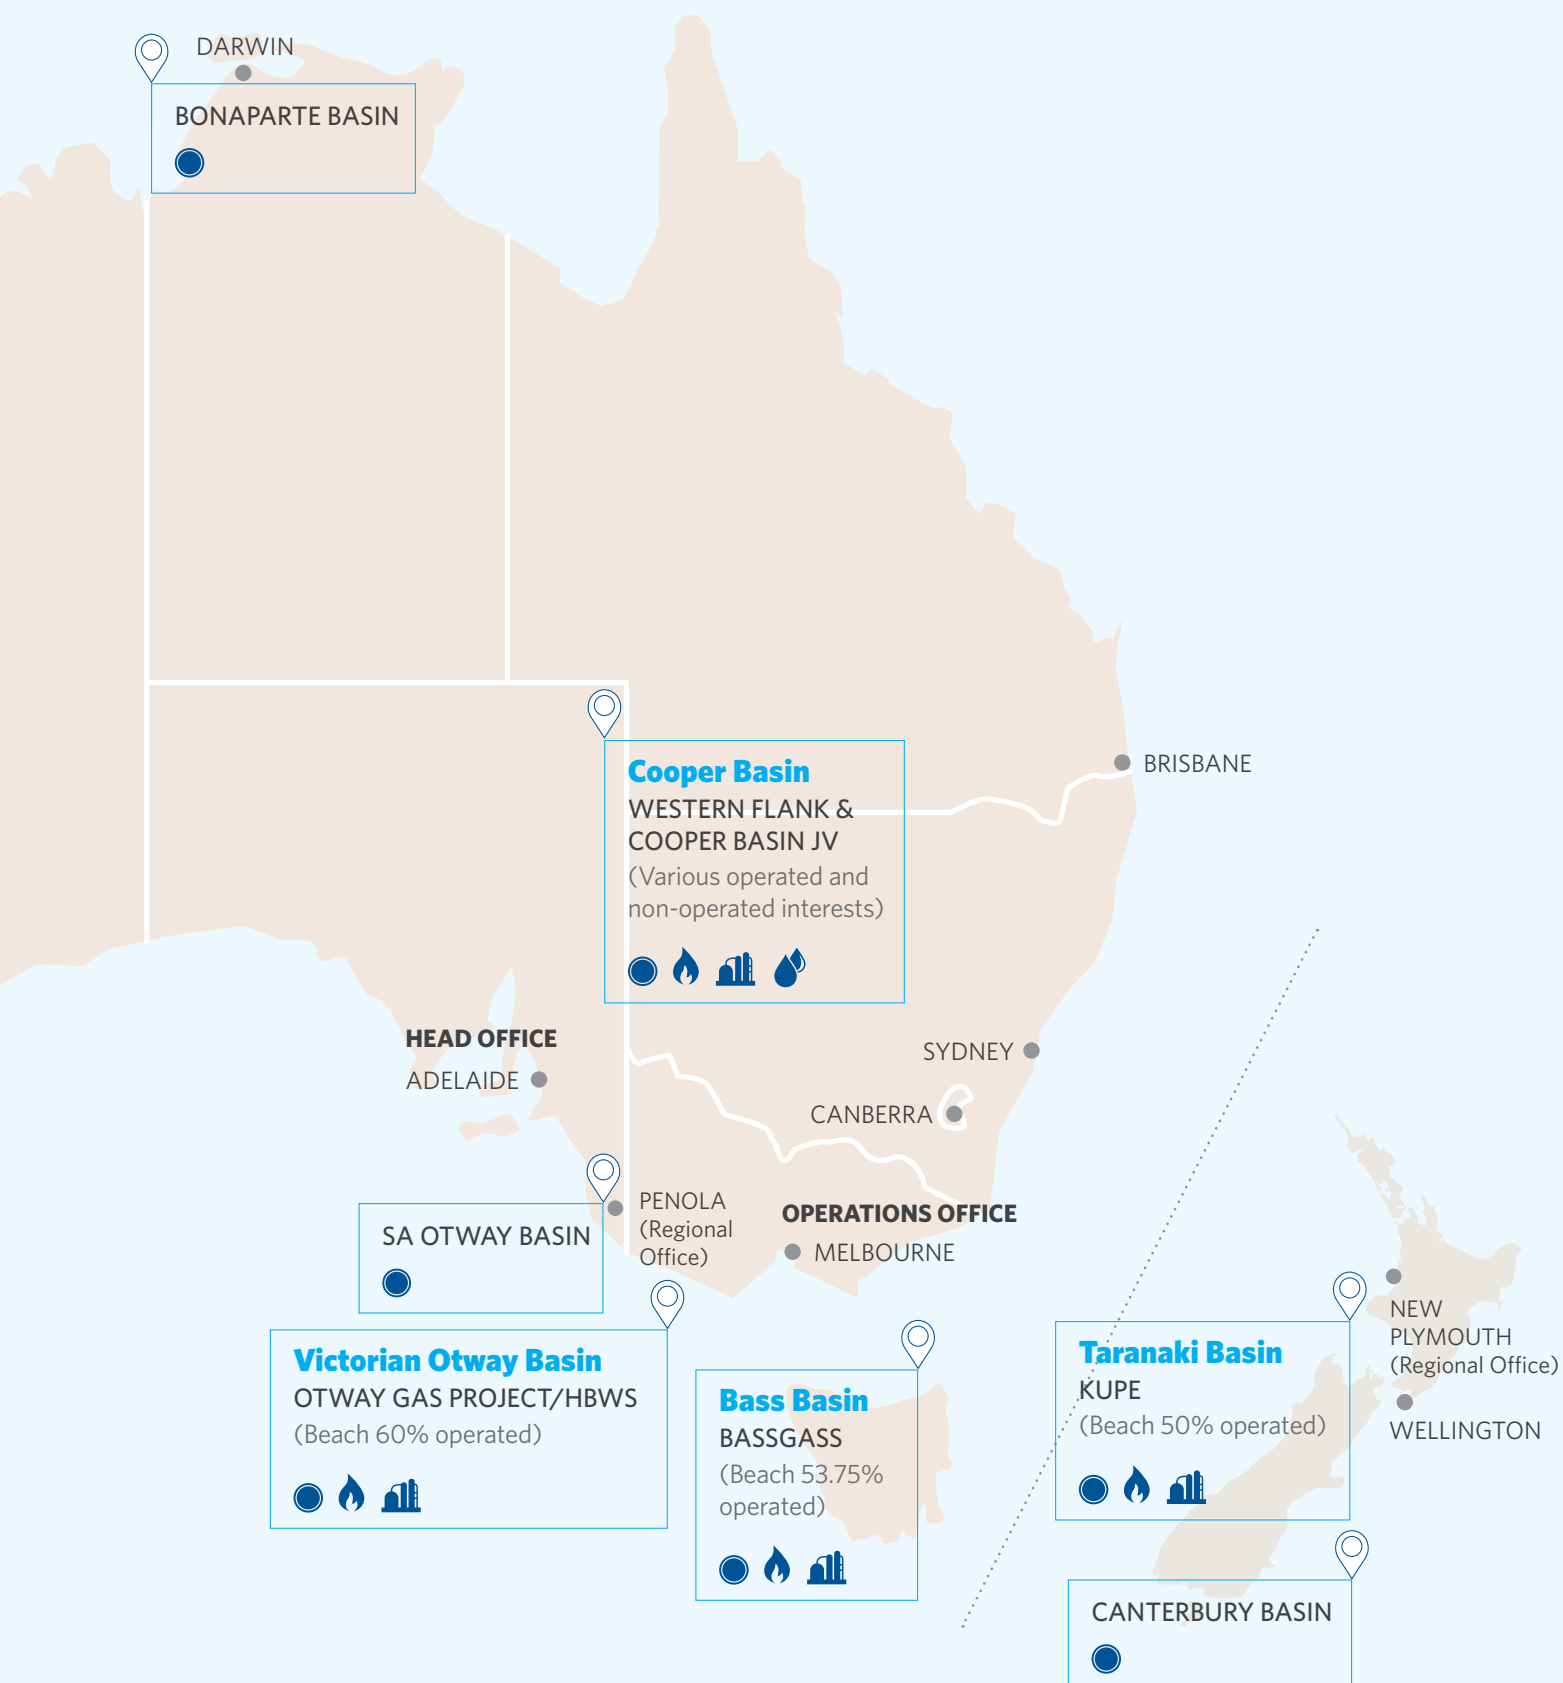 DARWIN
BONAPARTE BASIN
Cooper Basin
WESTERN FLANK &
COOPER BASIN JV
(Various operated and
non-operated interests)
BRISBANE
HEAD OFFICE
ADELAIDE
SYDNEY
CANBERRA
PENOLA
(Regional
Office)
OPERATIONS OFFICE
MELBOURNE
SA OTWAY BASIN
Victorian Otway Basin
OTWAY GAS PROJECT/HBWS
(Beach 60% operated)
Bass Basin
BASSGASS
(Beach 53.75%
operated)
Taranaki Basin
KUPE
(Beach 50% operated)
NEW
PLYMOUTH
(Regional Office)
WELLINGTON
CANTERBURY BASIN